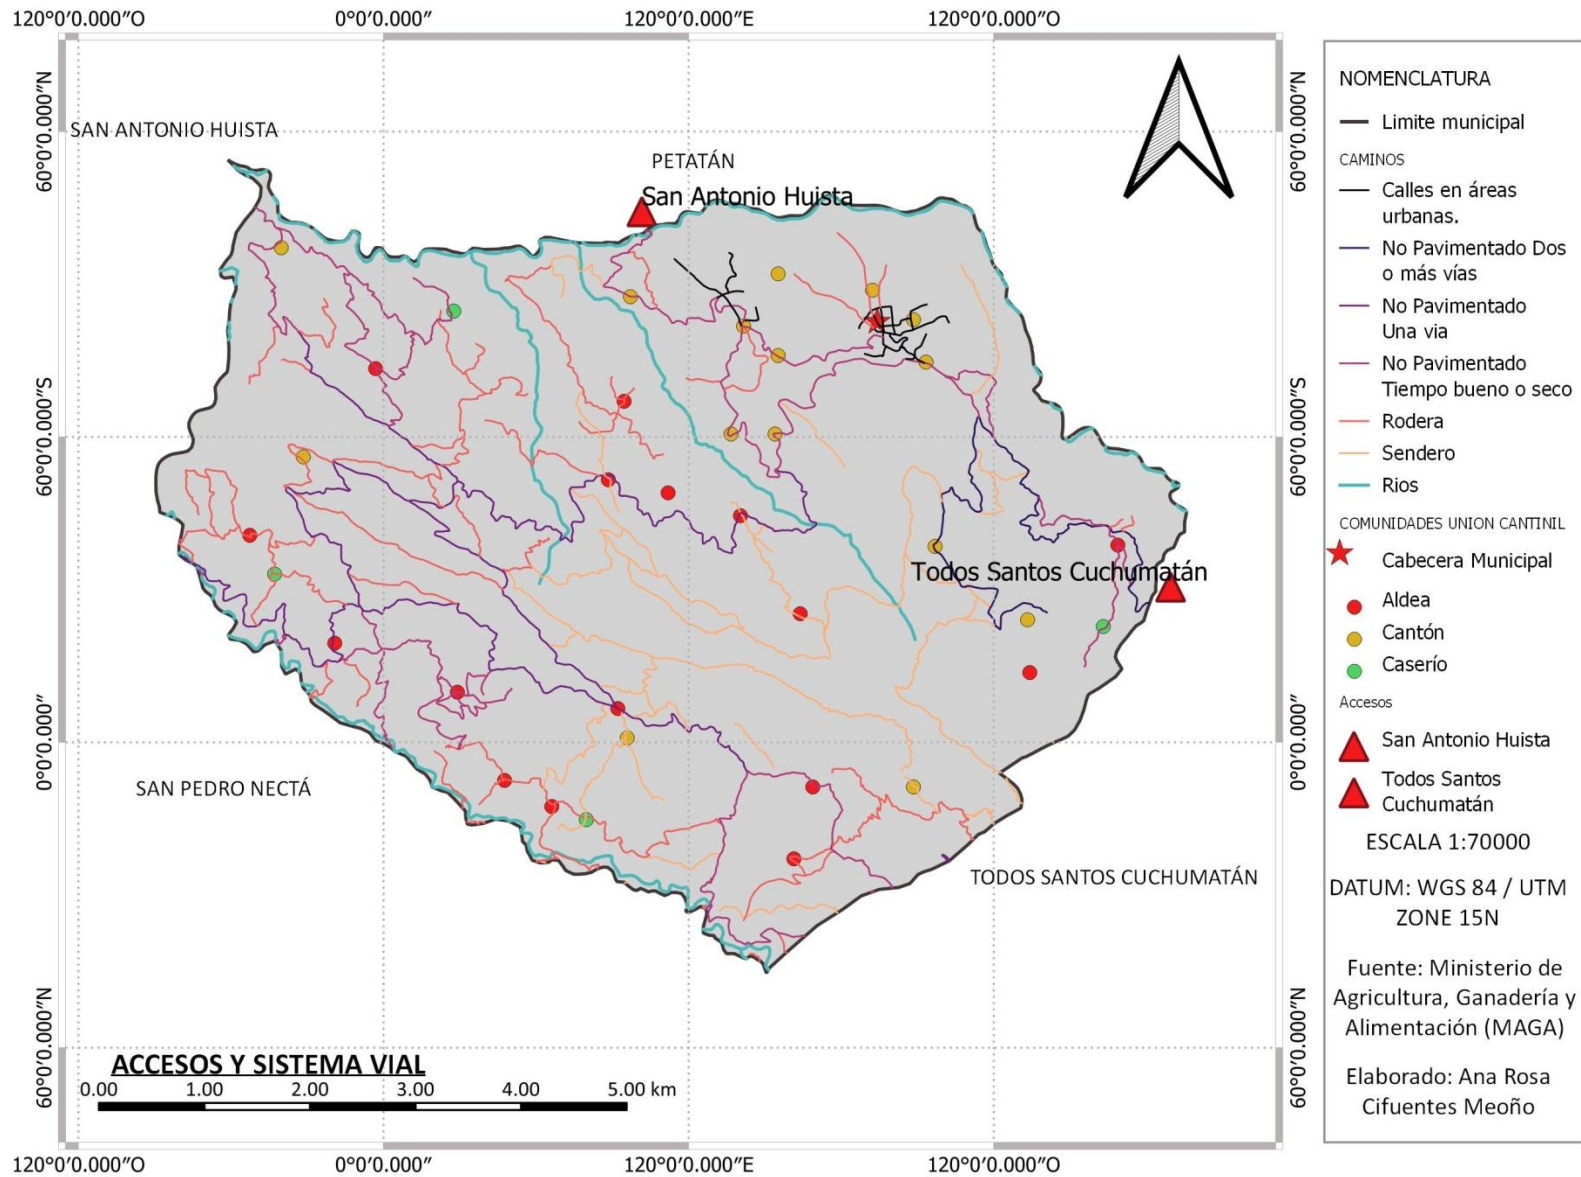 120°0'0.000"O
0°0'0.000"
120°0'0.000"E
120°0'0.000"O
60°0'0.000"N
60°0'0.000"S
0°0'0.000"
60°0'0.000"N
SAN ANTONIO HUISTA
PETATÁN
San Antonio Huista
Todos Santos Cuchumatán
SAN PEDRO NECTÁ
TODOS SANTOS CUCHUMATÁN
ACCESOS Y SISTEMA VIAL
0.00 1.00 2.00 3.00 4.00 5.00 km
60°0'0.000"N
60°0'0.000"S
0°0'0.000"
60°0'0.000"N
120°0'0.000"O
0°0'0.000"
120°0'0.000"E
120°0'0.000"O
NOMENCLATURA
Limite municipal
CAMINOS
Calles en áreas
urbanas.
No Pavimentado Dos
o más vías
No Pavimentado
Una via
No Pavimentado
Tiempo bueno o seco
Rodera
Sendero
Rios
COMUNIDADES UNION CANTINIL
Cabecera Municipal
Aldea
Cantón
Caserío
Accesos
San Antonio Huista
Todos Santos
Cuchumatán
ESCALA 1:70000
DATUM: WGS 84 / UTM
ZONE 15N
Fuente: Ministerio de
Agricultura, Ganadería y
Alimentación (MAGA)
Elaborado: Ana Rosa
Cifuentes Meoño